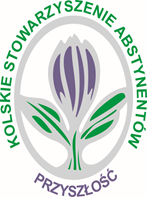 KOLSKIE STOWARZYSZENIE ABSTYNENTÓW
PRZYSZŁOŚĆ